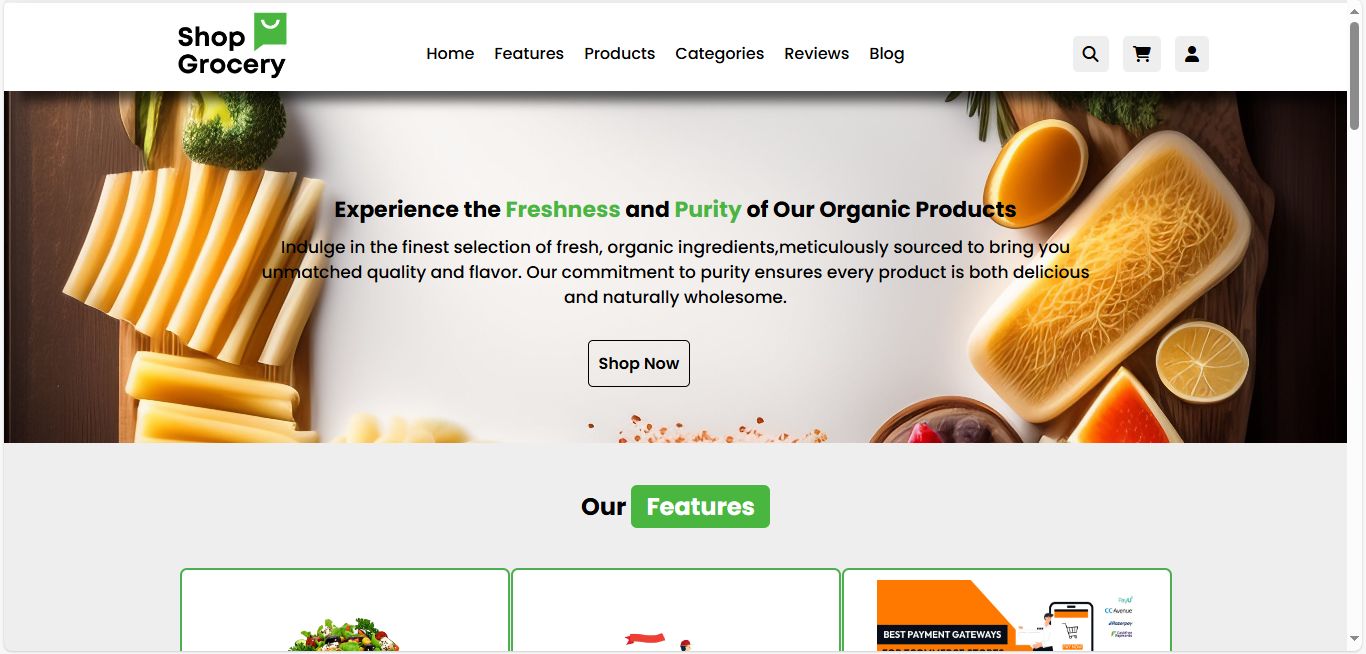 Shop
Grocery
Home Features Products Categories Reviews Blog
Experience the Freshness and Purity of Our Organic Products
Indulge in the finest selection of fresh, organic ingredients,meticulously sourced to bring you
unmatched quality and flavor. Our commitment to purity ensures every product is both delicious
and naturally wholesome.
Shop Now
Our Features
PayU
CCAvenue
BEST PAYMENT GATEWAYS